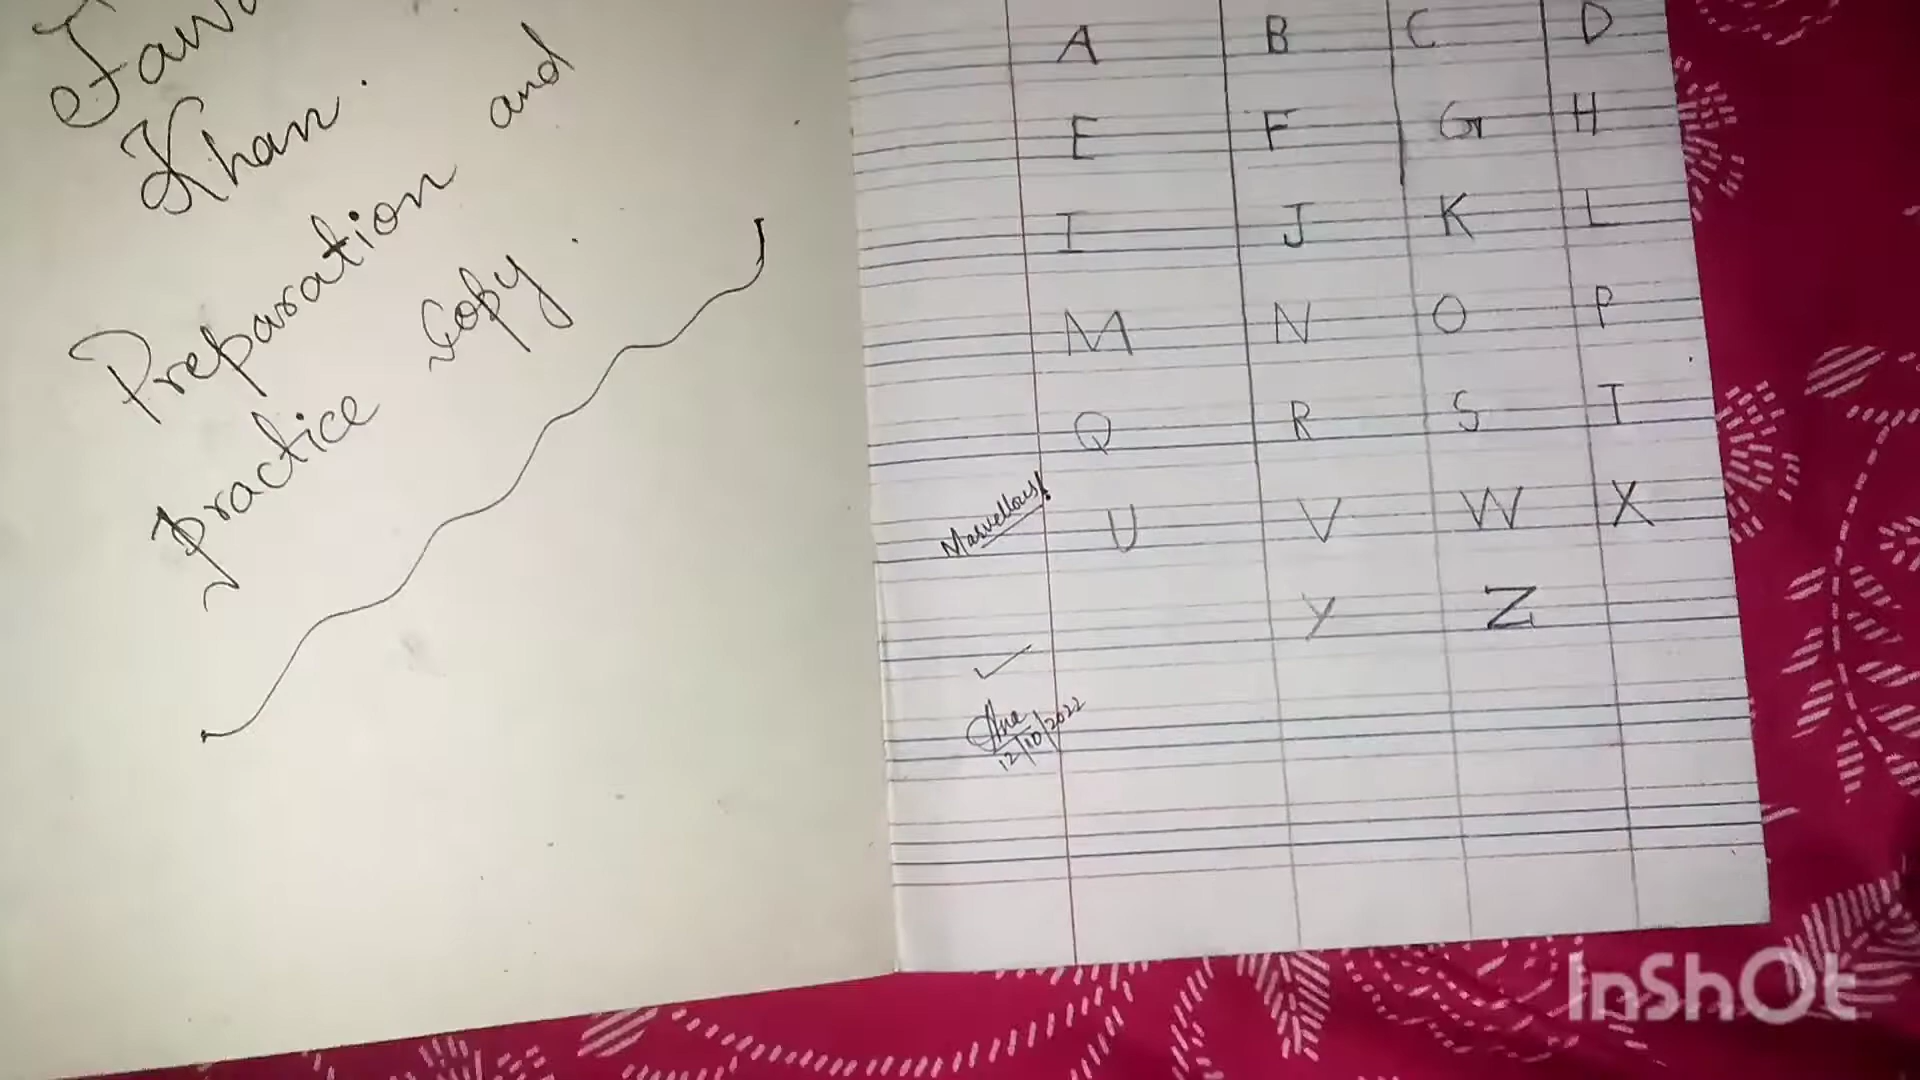 Khan.
Preparation and
practice copy.
A B C D
E F G H
I J K L
M N O P
Q R S T
Marvellous!
U V W X
Y Z
12/10/2022
InShOt